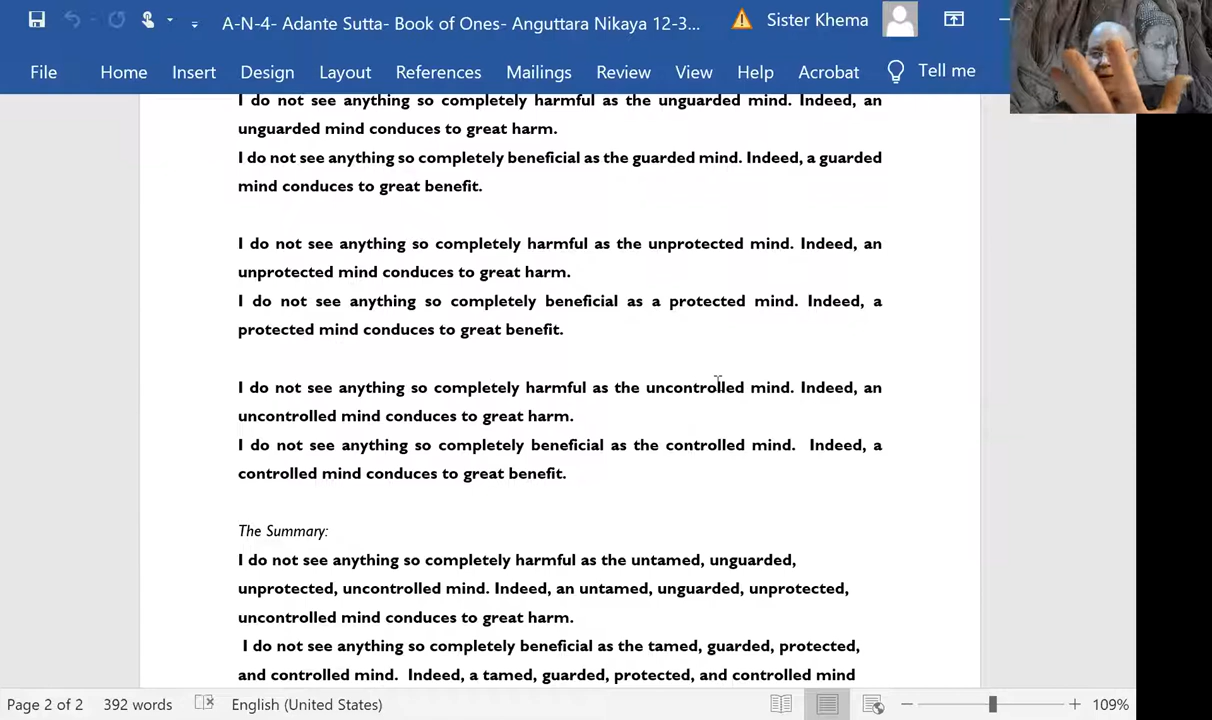 A-N-4- Adante Sutta- Book of Ones- Anguttara Nikaya 12-3...
Sister Khema
File Home Insert Design Layout References Mailings Review View Help Acrobat Tell me
I do not see anything so completely harmful as the unguarded mind. Indeed, an
unguarded mind conduces to great harm.
I do not see anything so completely beneficial as the guarded mind. Indeed, a guarded
mind conduces to great benefit.
I do not see anything so completely harmful as the unprotected mind. Indeed, an
unprotected mind conduces to great harm.
I do not see anything so completely beneficial as a protected mind. Indeed, a
protected mind conduces to great benefit.
I do not see anything so completely harmful as the uncontrolled mind. Indeed, an
uncontrolled mind conduces to great harm.
I do not see anything so completely beneficial as the controlled mind. Indeed, a
controlled mind conduces to great benefit.
The Summary:
I do not see anything so completely harmful as the untamed, unguarded,
unprotected, uncontrolled mind. Indeed, an untamed, unguarded, unprotected,
uncontrolled mind conduces to great harm.
I do not see anything so completely beneficial as the tamed, guarded, protected,
and controlled mind. Indeed, a tamed, guarded, protected, and controlled mind
Page 2 of 2 392 words English (United States) 109%